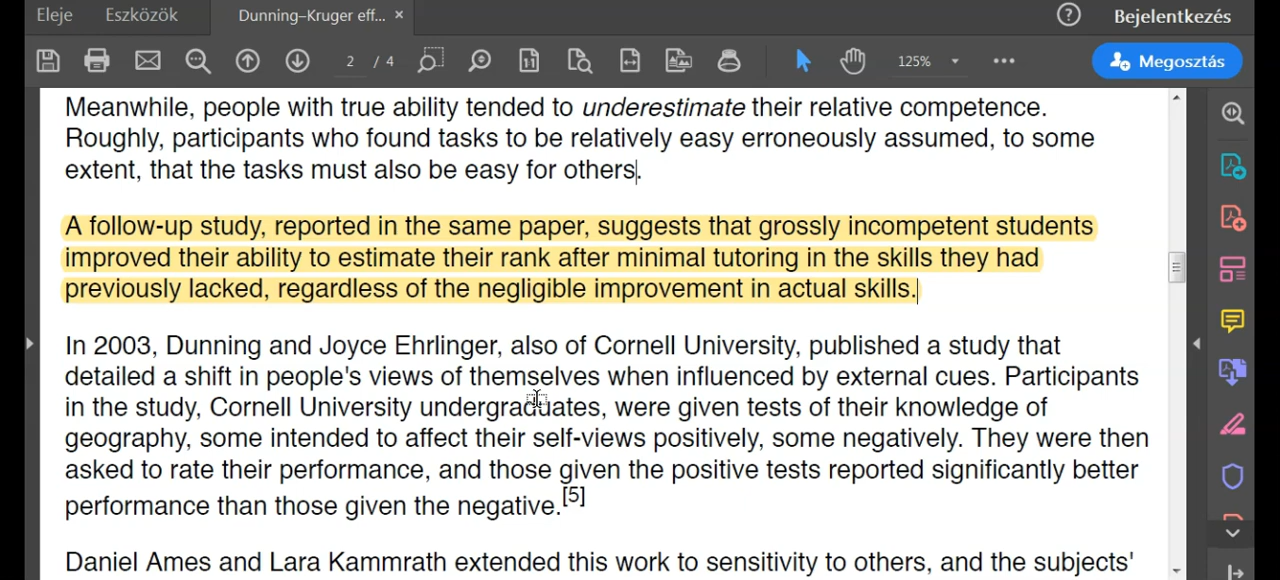 Eleje Eszközök Dunning–Kruger eff... × ? Bejelentkezés
2 / 4 125% Megosztás
Meanwhile, people with true ability tended to underestimate their relative competence.
Roughly, participants who found tasks to be relatively easy erroneously assumed, to some
extent, that the tasks must also be easy for others.
A follow-up study, reported in the same paper, suggests that grossly incompetent students
improved their ability to estimate their rank after minimal tutoring in the skills they had
previously lacked, regardless of the negligible improvement in actual skills.
In 2003, Dunning and Joyce Ehrlinger, also of Cornell University, published a study that
detailed a shift in people's views of themselves when influenced by external cues. Participants
in the study, Cornell University undergraduates, were given tests of their knowledge of
geography, some intended to affect their self-views positively, some negatively. They were then
asked to rate their performance, and those given the positive tests reported significantly better
performance than those given the negative.[5]
Daniel Ames and Lara Kammrath extended this work to sensitivity to others, and the subjects'